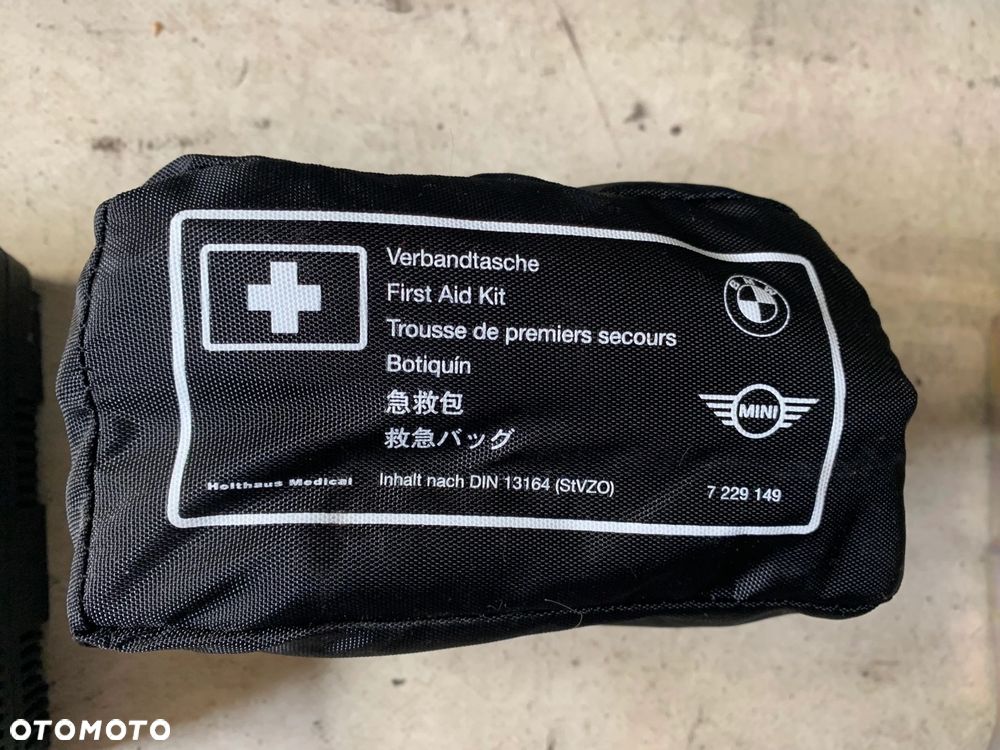 Verbandtasche
First Aid Kit
Trousse de premiers secours
Botiquín
急救包
救急バッグ
BMW
MINI
Holthaus Medical
Inhalt nach DIN 13164 (StVZO)
7 229 149
OTOMOTO